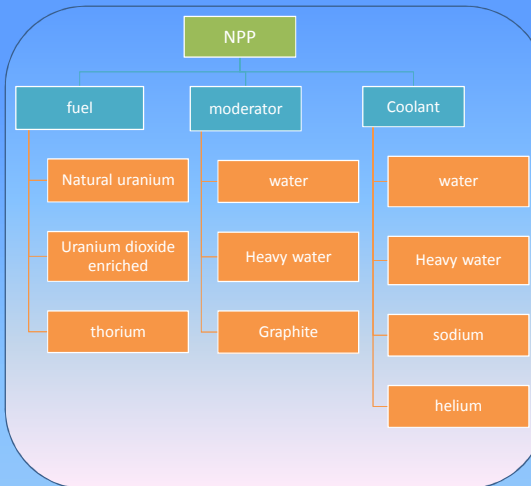 NPP
fuel
moderator
Coolant
Natural uranium
water
water
Uranium dioxide
enriched
Heavy water
Heavy water
thorium
Graphite
sodium
helium